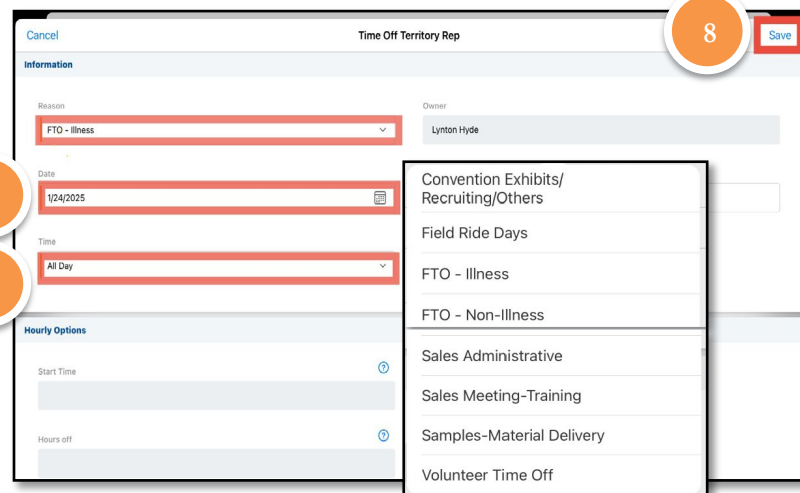 Cancel
Time Off Territory Rep
8
Save
Information
Reason
Owner
FTO - Illness
Lynton Hyde
Date
1/24/2025
Time
All Day
Convention Exhibits/
Recruiting/Others
Field Ride Days
FTO - Illness
FTO - Non-Illness
Sales Administrative
Sales Meeting-Training
Samples-Material Delivery
Volunteer Time Off
Hourly Options
Start Time
?
Hours off
?